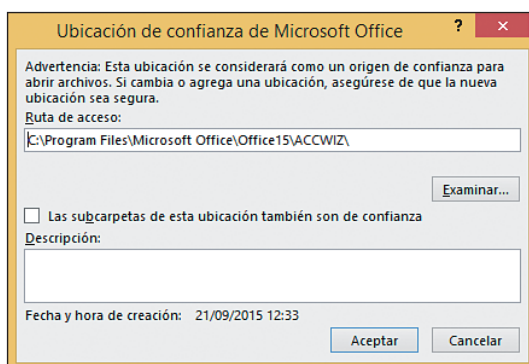 Ubicación de confianza de Microsoft Office ? ×
Advertencia: Esta ubicación se considerará como un origen de confianza para
abrir archivos. Si cambia o agrega una ubicación, asegúrese de que la nueva
ubicación sea segura.
Ruta de acceso:
C:\Program Files\Microsoft Office\Office15\ACCWIZ\
Examinar...
Las subcarpetas de esta ubicación también son de confianza
Descripción:
Fecha y hora de creación: 21/09/2015 12:33
Aceptar Cancelar